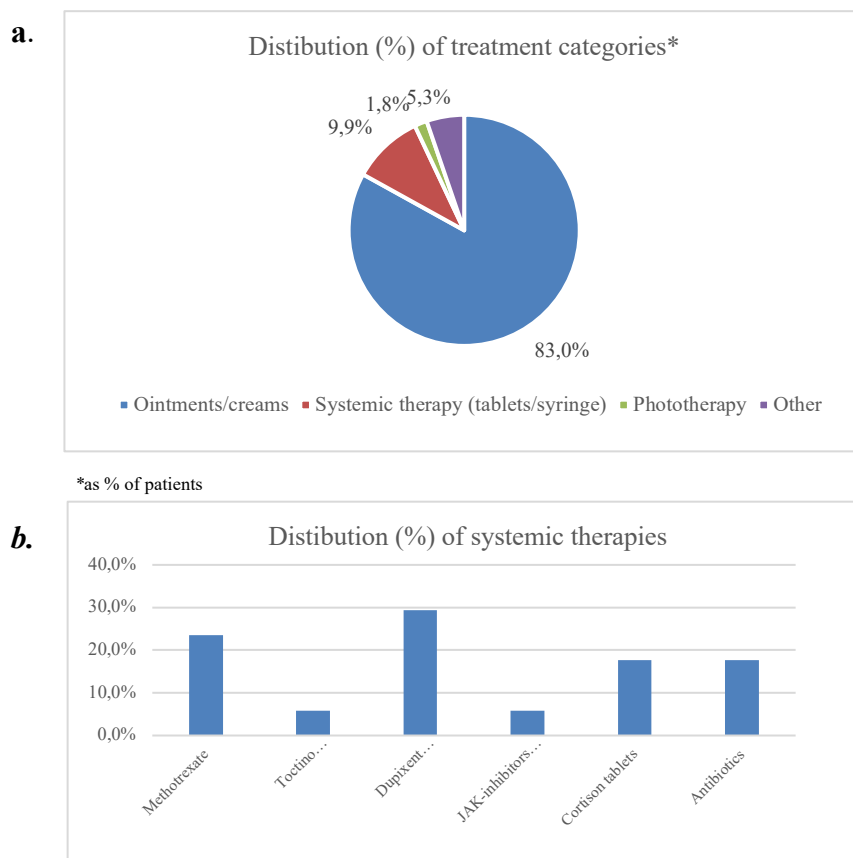 a.
Distibution (%) of treatment categories*
1,8% 5,3%
9,9%
83,0%
Ointments/creams Systemic therapy (tablets/syringe) Phototherapy Other
*as % of patients
b.
Distibution (%) of systemic therapies
40,0%
30,0%
20,0%
10,0%
0,0%
Methotrexate
Toctino…
Dupixent…
JAK-inhibitors…
Cortison tablets
Antibiotics